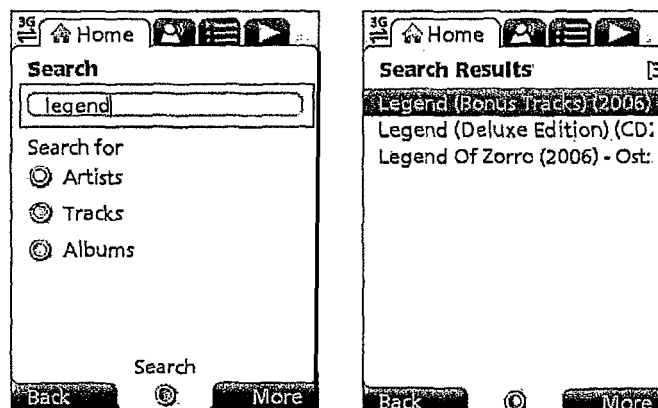 3G Home
Search
legend
Search for
Artists
Tracks
Albums
Search
Back More
3G Home
Search Results [3
Legend (Bonus Tracks) (2006)
Legend (Deluxe Edition) (CD
Legend Of Zorro (2006) - Ost
Back More